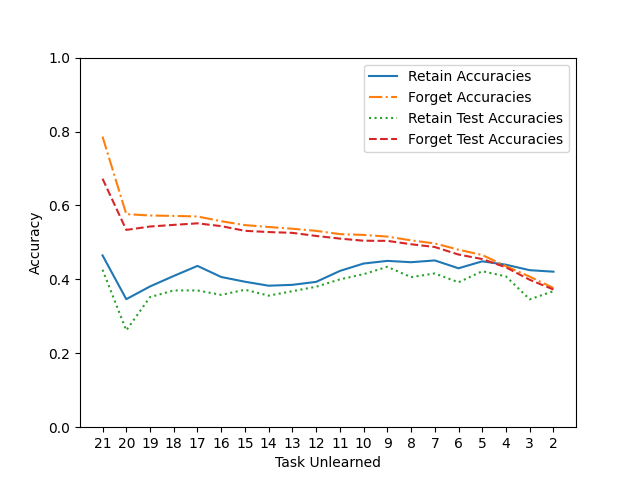 1.0
0.8
0.6
0.4
0.2
0.0
Accuracy
Retain Accuracies
Forget Accuracies
Retain Test Accuracies
Forget Test Accuracies
21 20 19 18 17 16 15 14 13 12 11 10 9 8 7 6 5 4 3 2
Task Unlearned